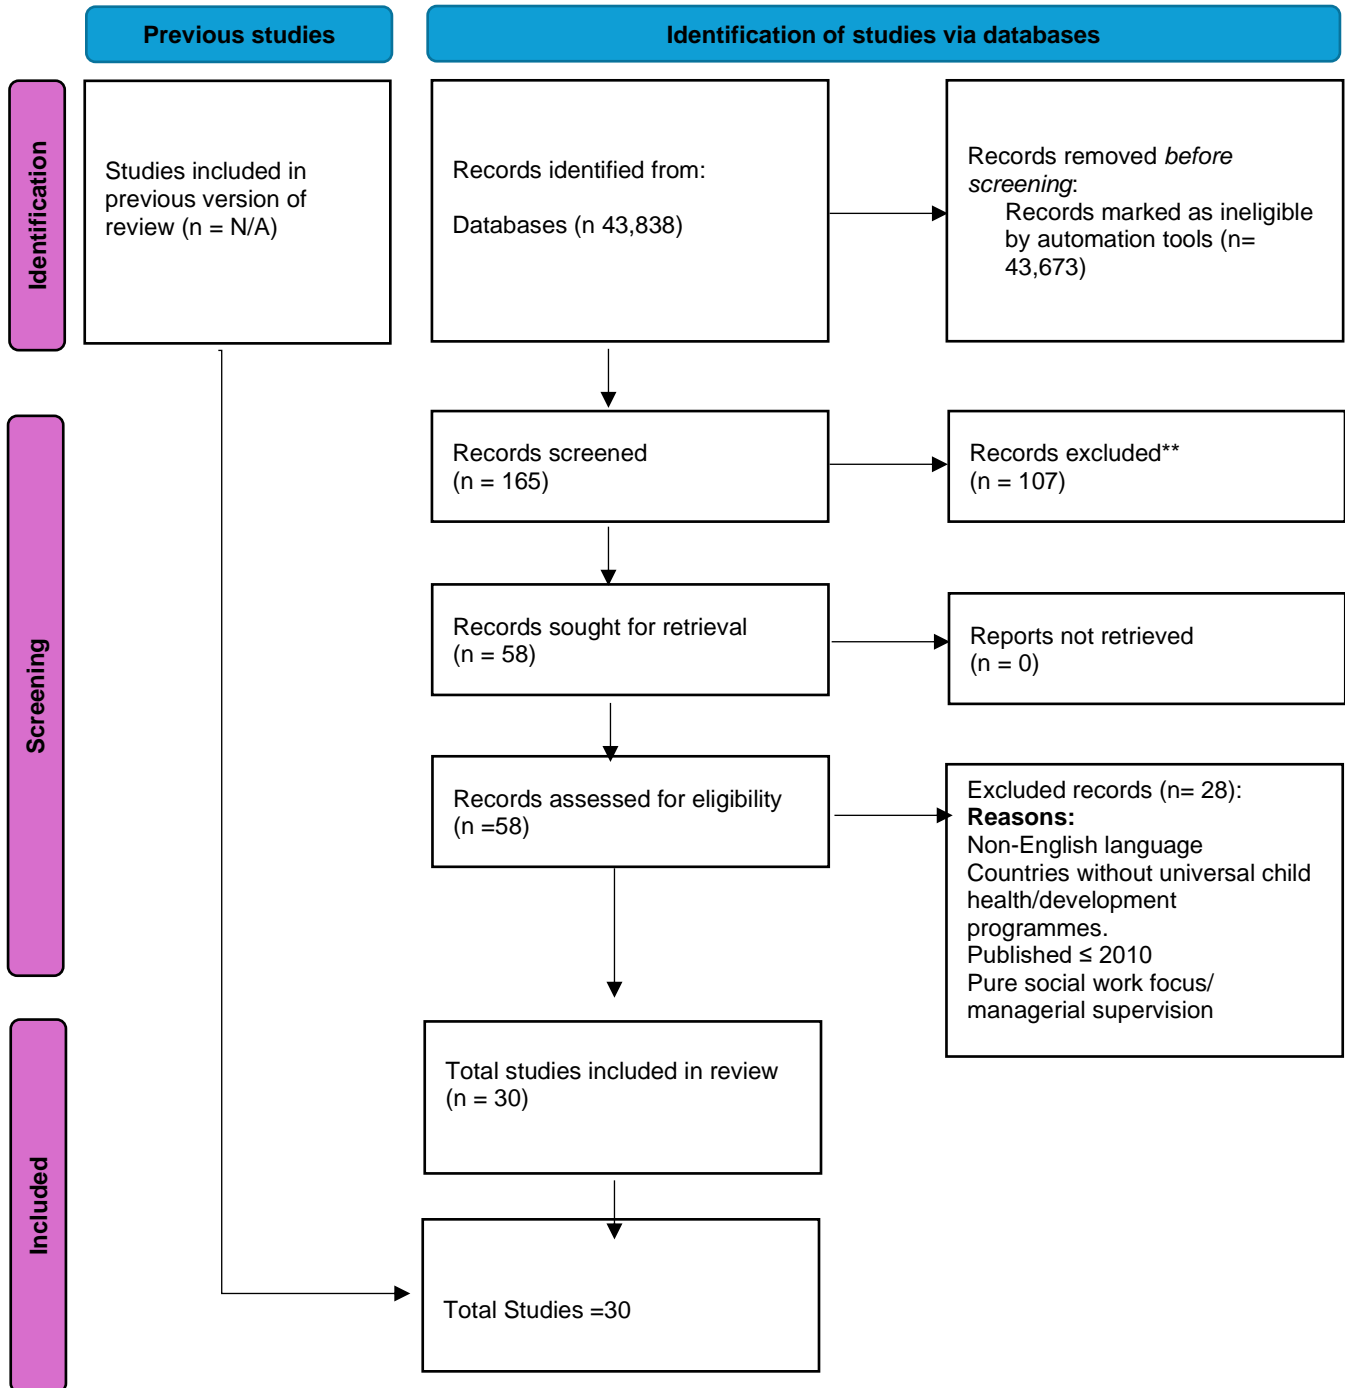 Previous studies
Identification of studies via databases
Identification
Studies included in
previous version of
review (n = N/A)
Records identified from:
Databases (n 43,838)
Records removed before
screening:
Records marked as ineligible
by automation tools (n=
43,673)
Screening
Records screened
(n = 165)
Records excluded**
(n = 107)
Records sought for retrieval
(n = 58)
Reports not retrieved
(n = 0)
Records assessed for eligibility
(n =58)
Excluded records (n= 28):
Reasons:
Non-English language
Countries without universal child
health/development
programmes.
Published ≤ 2010
Pure social work focus/
managerial supervision
Included
Total studies included in review
(n = 30)
Total Studies =30